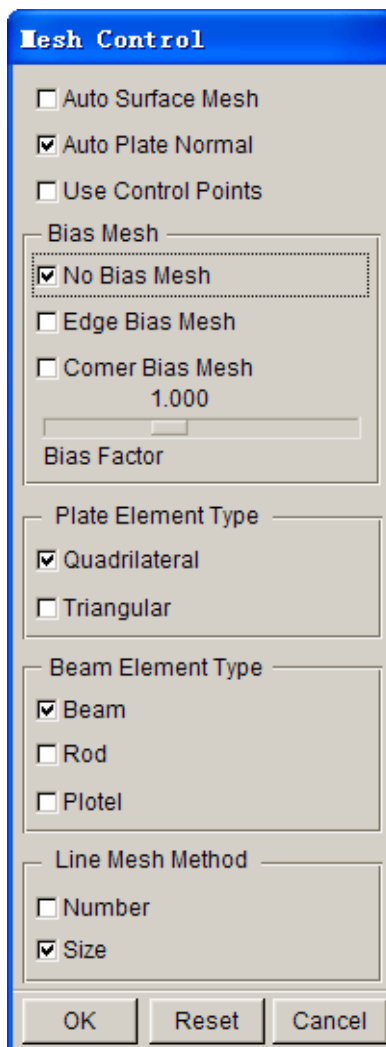 Mesh Control
Auto Surface Mesh
Auto Plate Normal
Use Control Points
Bias Mesh
No Bias Mesh
Edge Bias Mesh
Corner Bias Mesh
1.000
Bias Factor
Plate Element Type
Quadrilateral
Triangular
Beam Element Type
Beam
Rod
Plotel
Line Mesh Method
Number
Size
OK Reset Cancel